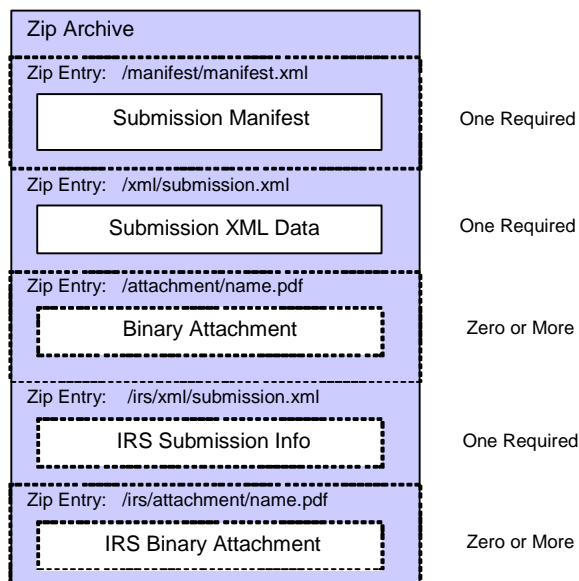 Zip Archive
Zip Entry: /manifest/manifest.xml
Submission Manifest
One Required
Zip Entry: /xml/submission.xml
Submission XML Data
One Required
Zip Entry: /attachment/name.pdf
Binary Attachment
Zero or More
Zip Entry: /irs/xml/submission.xml
IRS Submission Info
One Required
Zip Entry: /irs/attachment/name.pdf
IRS Binary Attachment
Zero or More